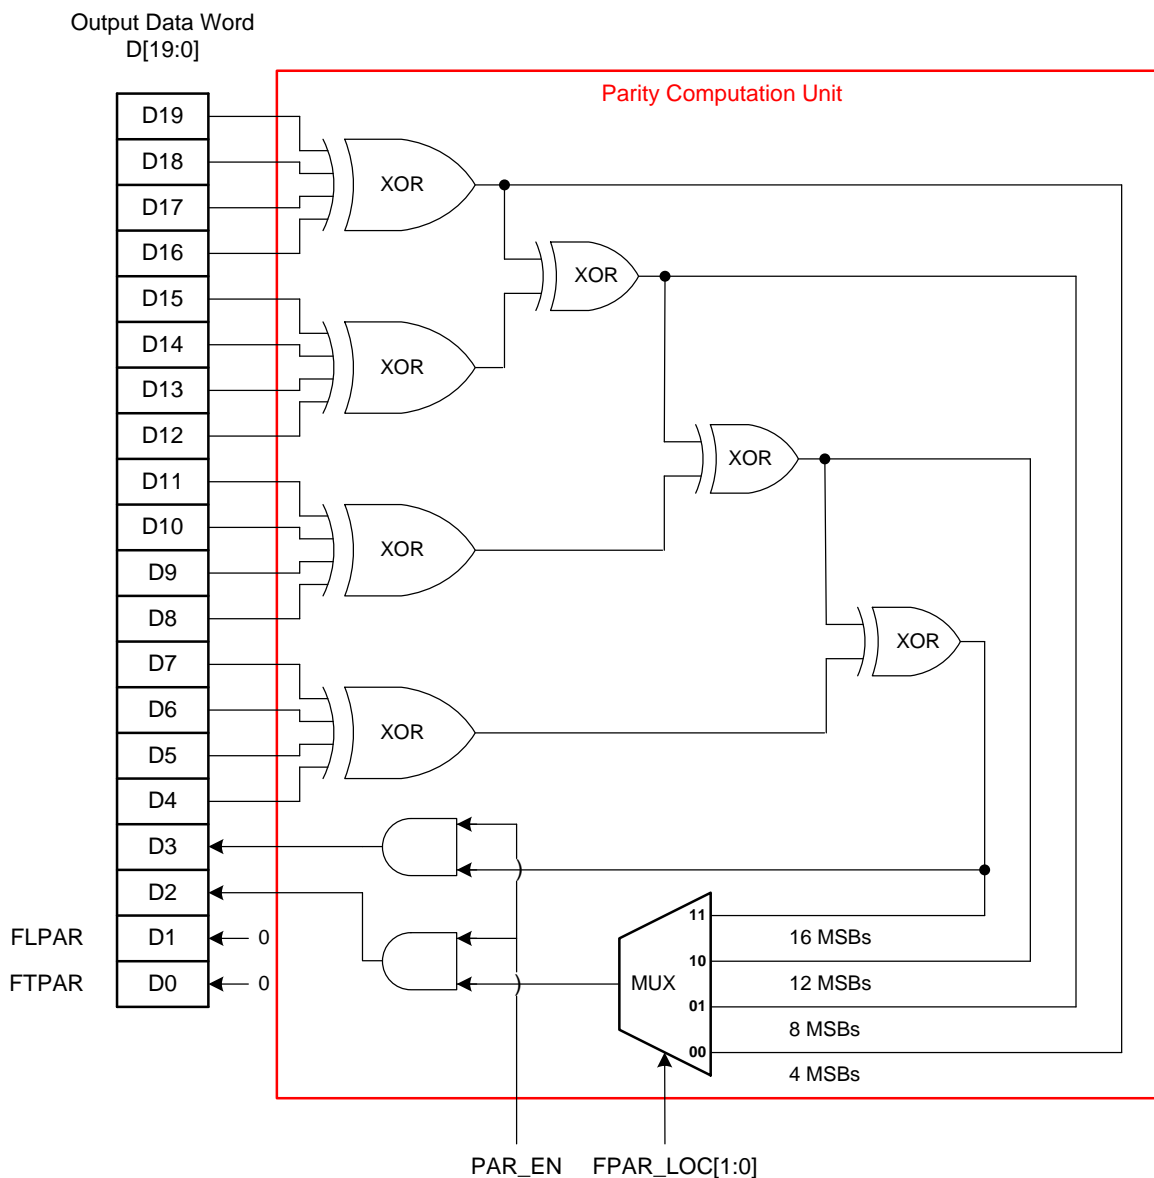 Output Data Word
D[19:0]
Parity Computation Unit
D19
D18
D17
D16
D15
D14
D13
D12
D11
D10
D9
D8
D7
D6
D5
D4
D3
D2
FLPAR D1 0
FTPAR D0 0
XOR
XOR
XOR
XOR
XOR
XOR
XOR
MUX
11
16 MSBs
10
12 MSBs
01
8 MSBs
00
4 MSBs
PAR_EN FPAR_LOC[1:0]